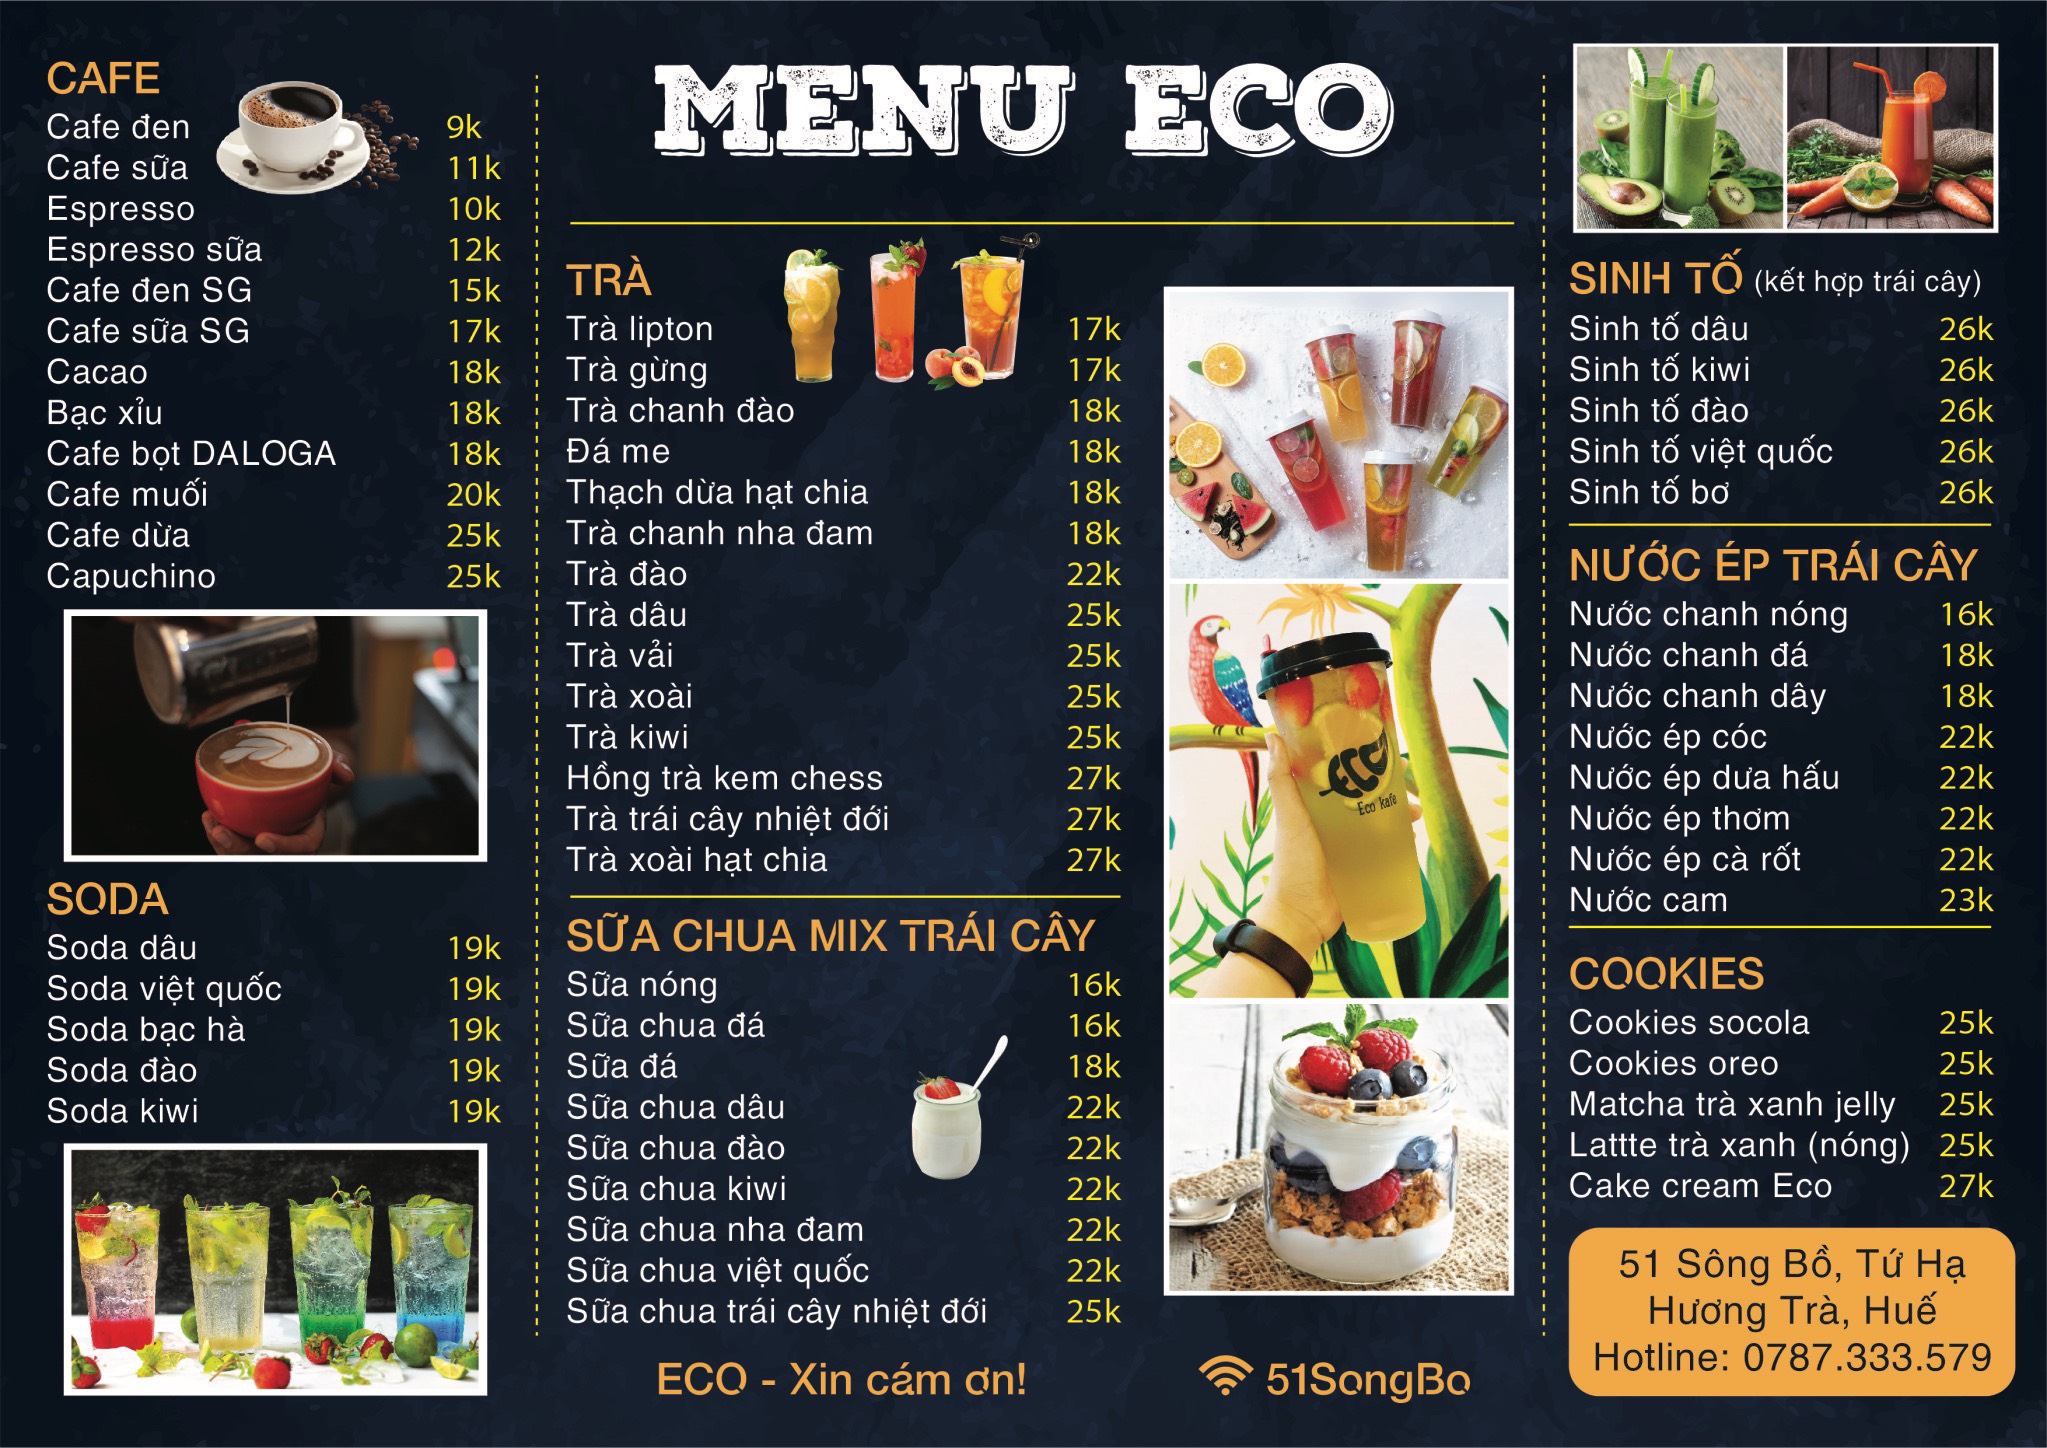 MENU ECO
CAFE
Cafe đen 9k
Cafe sữa 11k
Espresso 10k
Espresso sữa 12k
Cafe đen SG 15k
Cafe sữa SG 17k
Cacao 18k
Bạc xỉu 18k
Cafe bọt DALOGA 18k
Cafe muối 20k
Cafe dừa 25k
Capuchino 25k
SODA
Soda dâu 19k
Soda việt quốc 19k
Soda bạc hà 19k
Soda đào 19k
Soda kiwi 19k
TRÀ
Trà lipton 17k
Trà gừng 17k
Trà chanh đào 18k
Đá me 18k
Thạch dừa hạt chia 18k
Trà chanh nha đam 18k
Trà đào 22k
Trà dâu 25k
Trà vải 25k
Trà xoài 25k
Trà kiwi 25k
Hồng trà kem chess 27k
Trà trái cây nhiệt đới 27k
Trà xoài hạt chia 27k
SỮA CHUA MIX TRÁI CÂY
Sữa nóng 16k
Sữa chua đá 16k
Sữa đá 18k
Sữa chua dâu 22k
Sữa chua đào 22k
Sữa chua kiwi 22k
Sữa chua nha đam 22k
Sữa chua việt quốc 22k
Sữa chua trái cây nhiệt đới 25k
ECO - Xin cám ơn!
ECO
Eco kafe
51SongBo
SINH TỐ (kết hợp trái cây)
Sinh tố dâu 26k
Sinh tố kiwi 26k
Sinh tố đào 26k
Sinh tố việt quốc 26k
Sinh tố bơ 26k
NƯỚC ÉP TRÁI CÂY
Nước chanh nóng 16k
Nước chanh đá 18k
Nước chanh dây 18k
Nước ép cóc 22k
Nước ép dưa hấu 22k
Nước ép thơm 22k
Nước ép cà rốt 22k
Nước cam 23k
COOKIES
Cookies socola 25k
Cookies oreo 25k
Matcha trà xanh jelly 25k
Lattte trà xanh (nóng) 25k
Cake cream Eco 27k
51 Sông Bồ, Tứ Hạ
Hương Trà, Huế
Hotline: 0787.333.579